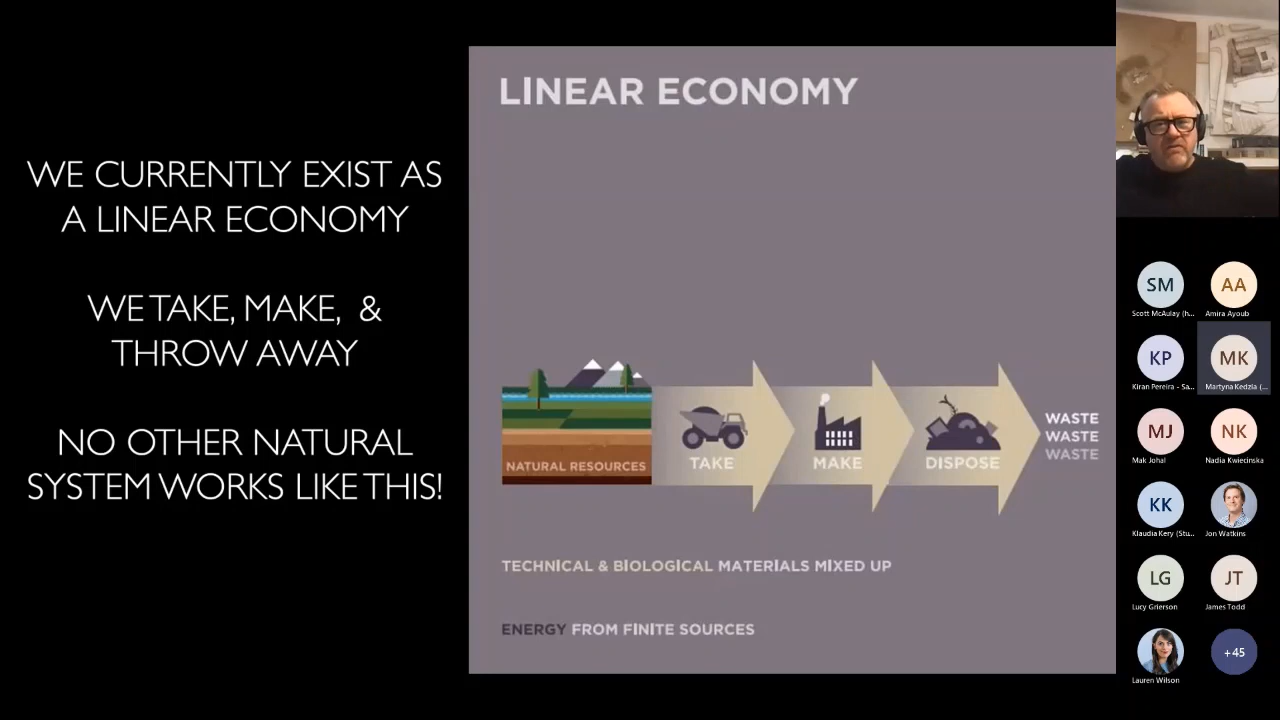 WE CURRENTLY EXIST AS
A LINEAR ECONOMY
WE TAKE, MAKE, &
THROW AWAY
NO OTHER NATURAL
SYSTEM WORKS LIKE THIS!
LINEAR ECONOMY
NATURAL RESOURCES
TAKE
MAKE
DISPOSE
WASTE
WASTE
WASTE
TECHNICAL & BIOLOGICAL MATERIALS MIXED UP
ENERGY FROM FINITE SOURCES
SM
Scott McAulay (h...
AA
Amira Ayoub
KP
Kiran Pereira - Sa...
MK
Martyna Kedzia (...
MJ
Mak Johal
NK
Nadia Kwiecinska
KK
Klaudia Kery (Stu...
Jon Watkins
LG
Lucy Grierson
JT
James Todd
Lauren Wilson
+45